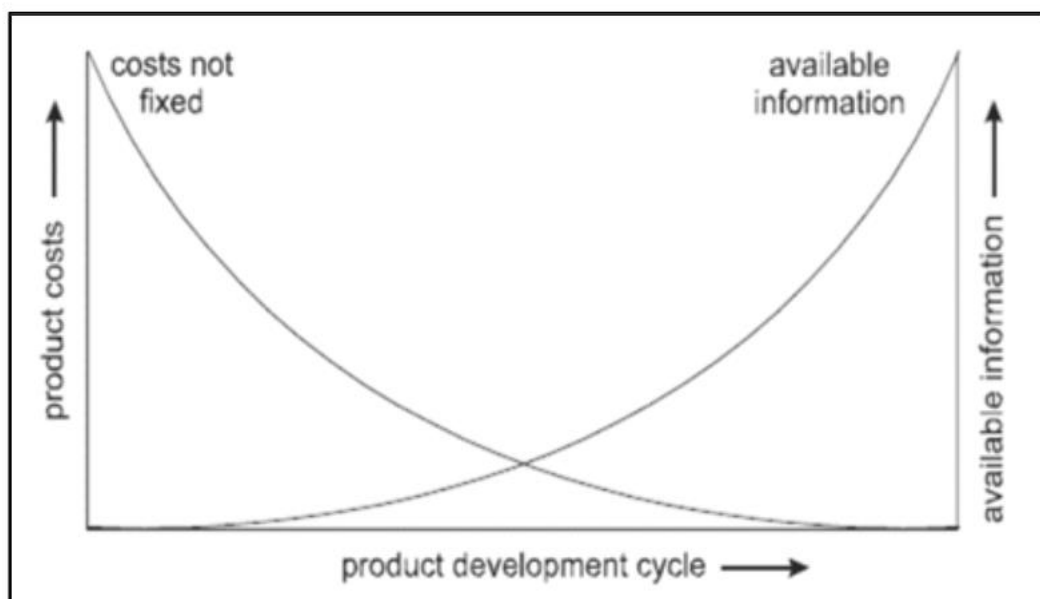 costs not
fixed
available
information
product costs
available information
product development cycle